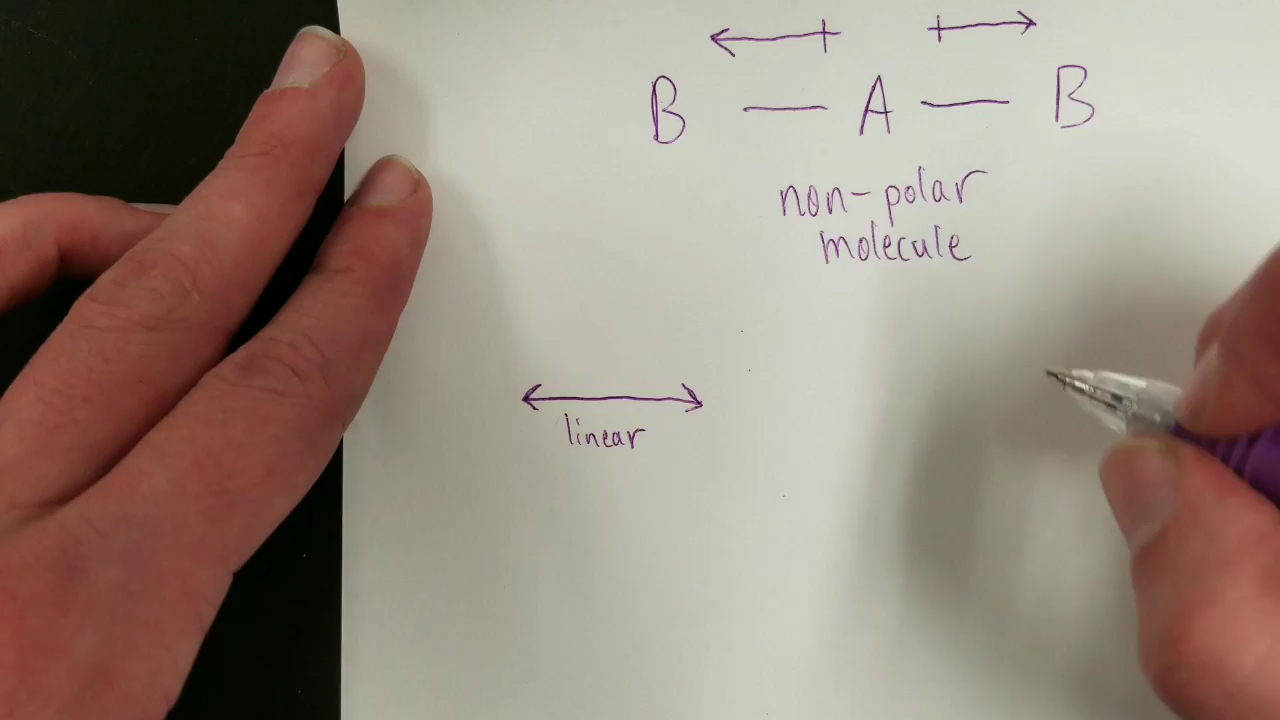 B — A — B
non-polar
molecule
linear